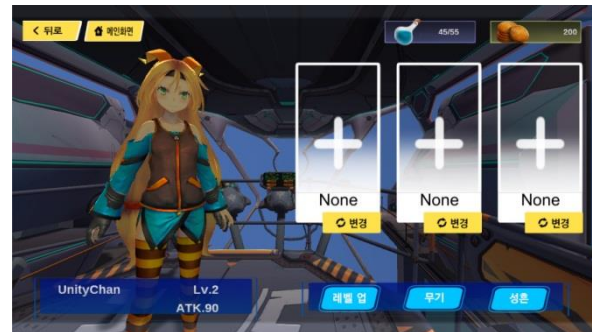 뒤로
메인화면
45/55
200
None
None
None
변경
변경
변경
UnityChan
Lv.2
ATK.90
레벨 업
무기
성흔